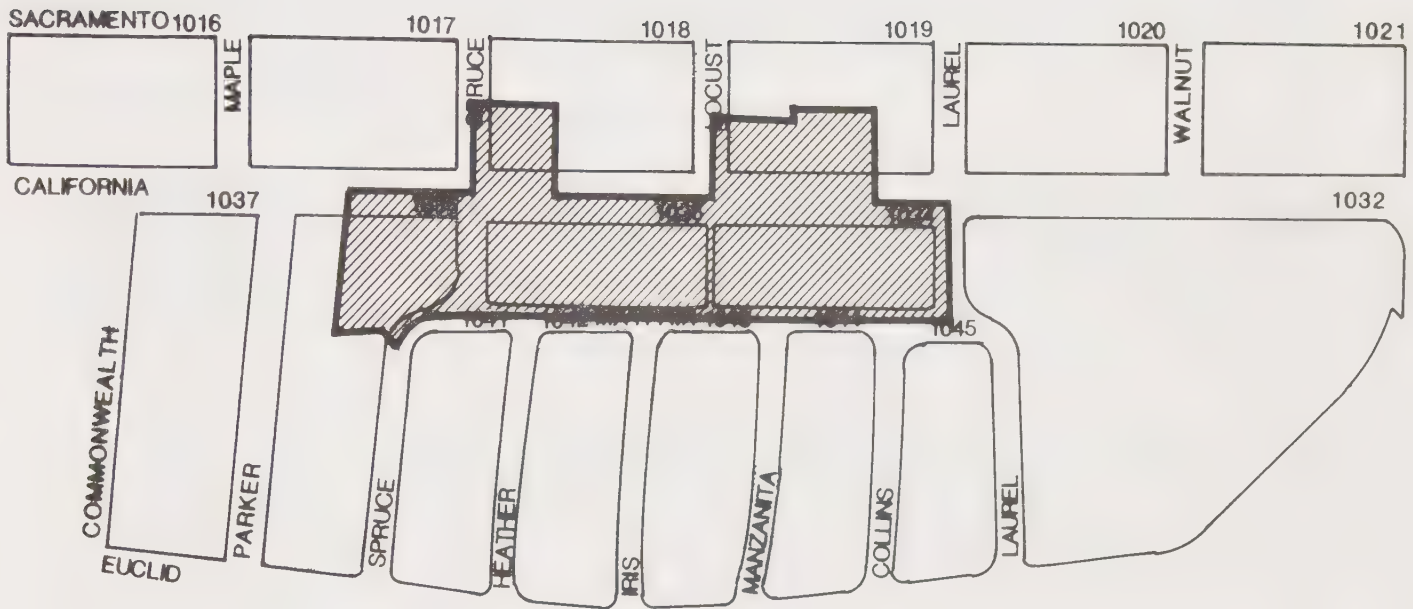 SACRAMENTO 1016 1017 1018 1019 1020 1021
MAPLE
RUCE
OCUST
LAUREL
WALNUT
CALIFORNIA
1037
1032
1045
COMMONWEALTH
PARKER
SPRUCE
HEATHER
IRIS
MANZANITA
COLLINS
LAUREL
EUCLID